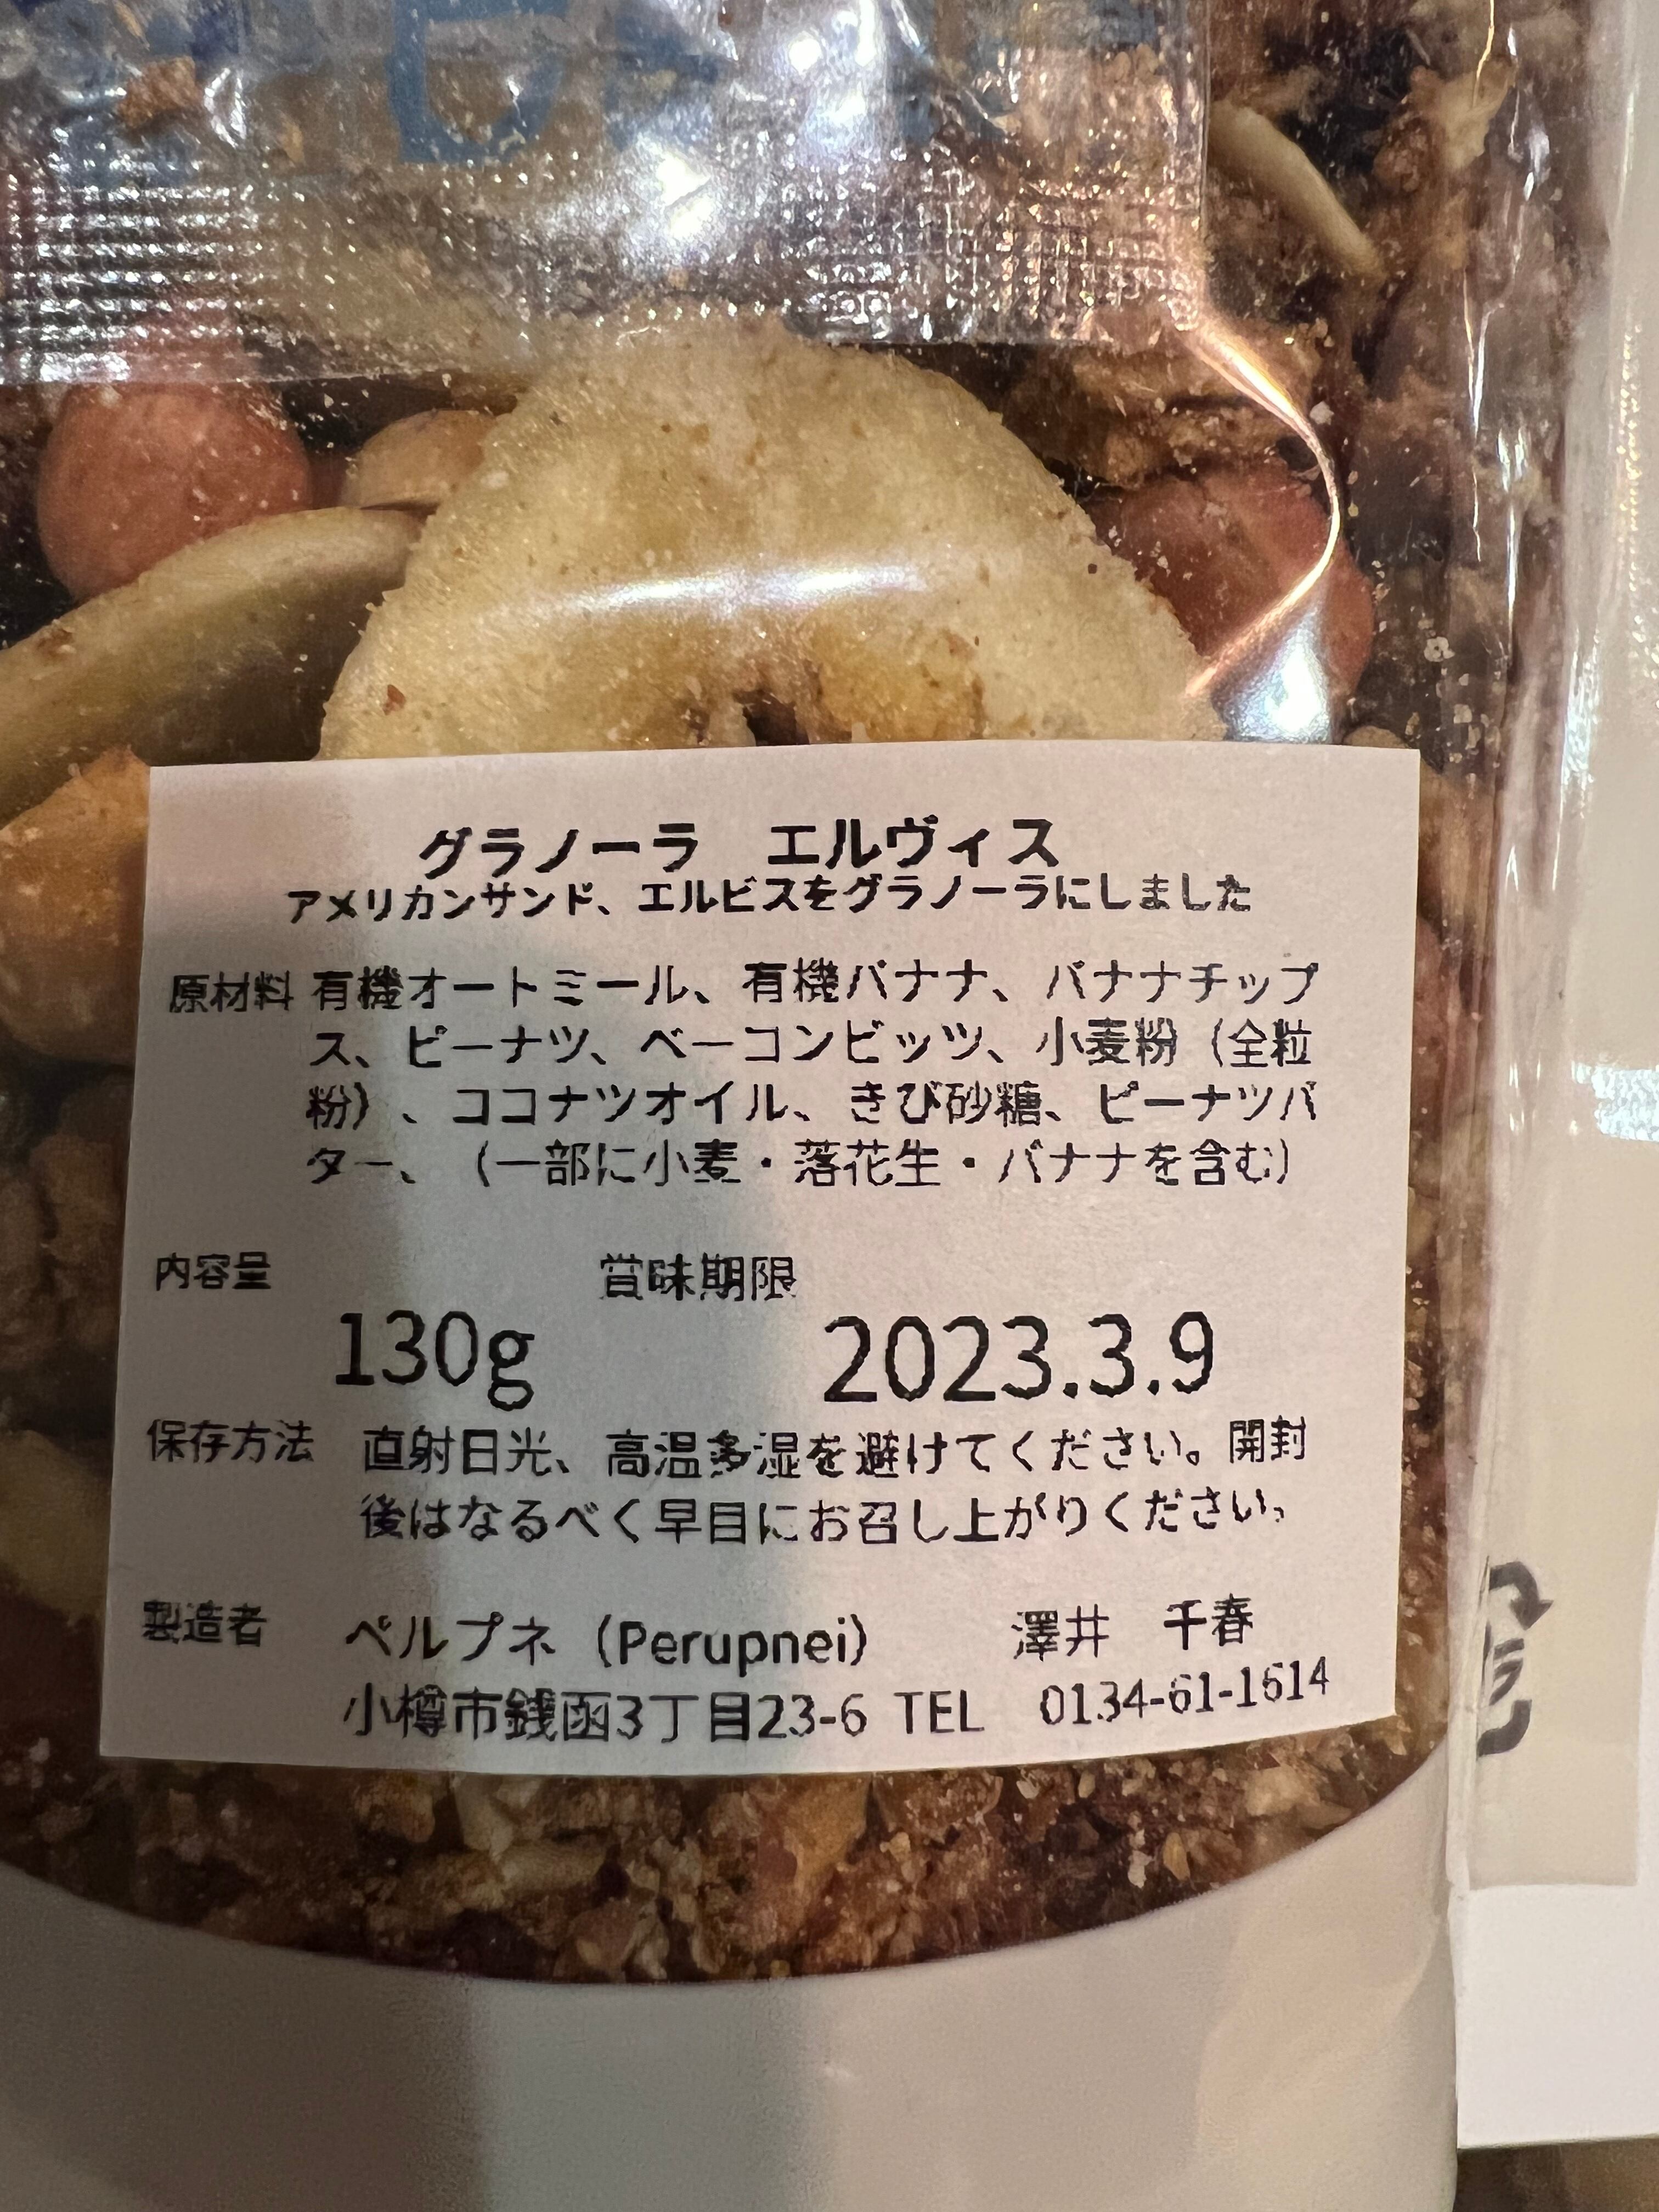 グラノーラ　エルヴィス
アメリカンサンド、エルビスをグラノーラにしました
原材料 有機オートミール、有機バナナ、バナナチップ
ス、ピーナツ、ベーコンビッツ、小麦粉（全粒
粉）、ココナツオイル、きび砂糖、ピーナツバ
ター、（一部に小麦・落花生・バナナを含む）
内容量　賞味期限
130g　2023.3.9
保存方法　直射日光、高温多湿を避けてください。開封
後はなるべく早目にお召し上がりください。
製造者　ペルプネ（Perupnei）　澤井　千春
小樽市銭函3丁目23-6 TEL　0134-61-1614